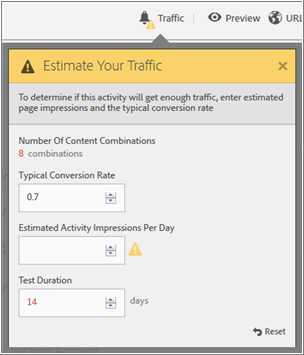 Traffic Preview URL
Estimate Your Traffic
To determine if this activity will get enough traffic, enter estimated
page impressions and the typical conversion rate
Number Of Content Combinations
8 combinations
Typical Conversion Rate
0.7
Estimated Activity Impressions Per Day
Test Duration
14 days
Reset